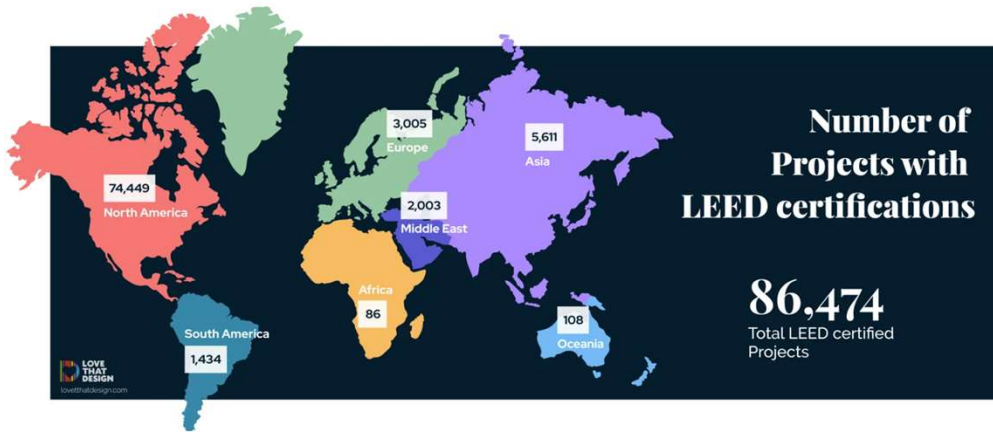 Number of
Projects with
LEED certifications
86,474
Total LEED certified
Projects
74,449
North America
3,005
Europe
5,611
Asia
2,003
Middle East
Africa
86
108
Oceania
South America
1,434
LOVE
THAT
DESIGN
lovethatdesign.com